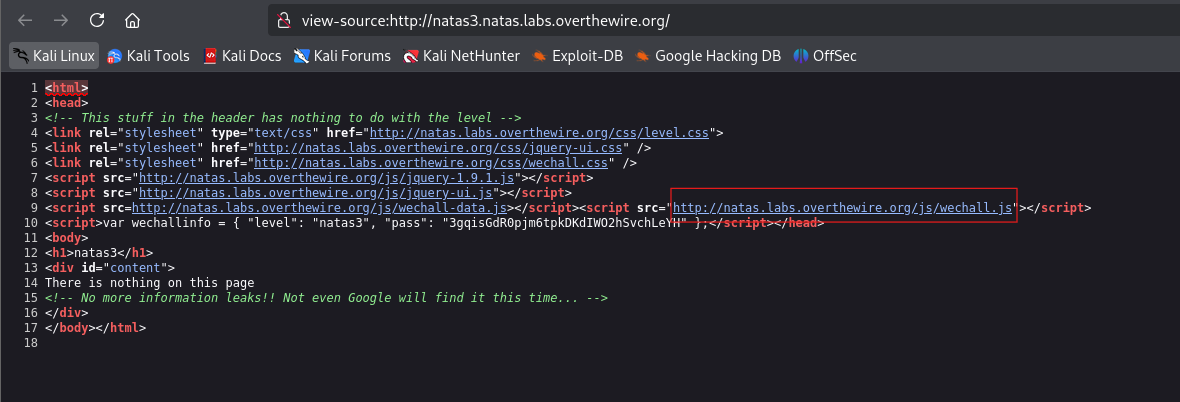 view-source:http://natas3.natas.labs.overthewire.org/
Kali Linux Kali Tools Kali Docs Kali Forums Kali NetHunter Exploit-DB Google Hacking DB OffSec
1 <html>
2 <head>
3 <!-- This stuff in the header has nothing to do with the level -->
4 <link rel="stylesheet" type="text/css" href="http://natas.labs.overthewire.org/css/level.css">
5 <link rel="stylesheet" href="http://natas.labs.overthewire.org/css/jquery-ui.css" />
6 <link rel="stylesheet" href="http://natas.labs.overthewire.org/css/wechall.css" />
7 <script src="http://natas.labs.overthewire.org/js/jquery-1.9.1.js"></script>
8 <script src="http://natas.labs.overthewire.org/js/jquery-ui.js"></script>
9 <script src=http://natas.labs.overthewire.org/js/wechall-data.js></script><script src="http://natas.labs.overthewire.org/js/wechall.js"></script>
10 <script>var wechallinfo = { "level": "natas3", "pass": "3gqisGdR0pjm6tpkDKdIWO2hSvchLeYH" };</script></head>
11 <body>
12 <h1>natas3</h1>
13 <div id="content">
14 There is nothing on this page
15 <!-- No more information leaks!! Not even Google will find it this time... -->
16 </div>
17 </body></html>
18